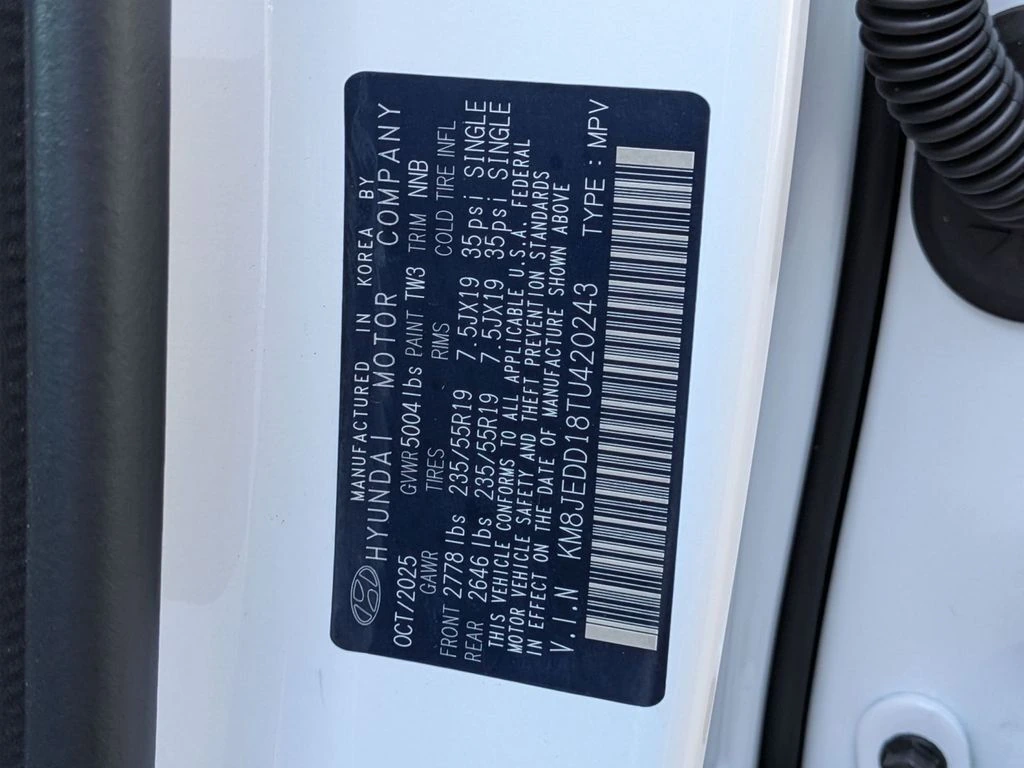 MANUFACTURED IN KOREA BY
HYUNDAI MOTOR COMPANY
OCT/2025 GVWR 5004 lbs PAINT TW3 TRIM NNB
GAWR TIRES RIMS COLD TIRE INFL
FRONT 2778 lbs 235/55R19 7.5JX19 35psi SINGLE
REAR 2646 lbs 235/55R19 7.5JX19 35psi SINGLE
THIS VEHICLE CONFORMS TO ALL APPLICABLE U.S.A. FEDERAL
MOTOR VEHICLE SAFETY AND THEFT PREVENTION STANDARDS
IN EFFECT ON THE DATE OF MANUFACTURE SHOWN ABOVE
V.I.N KM8JEDD18TU420243 TYPE : MPV